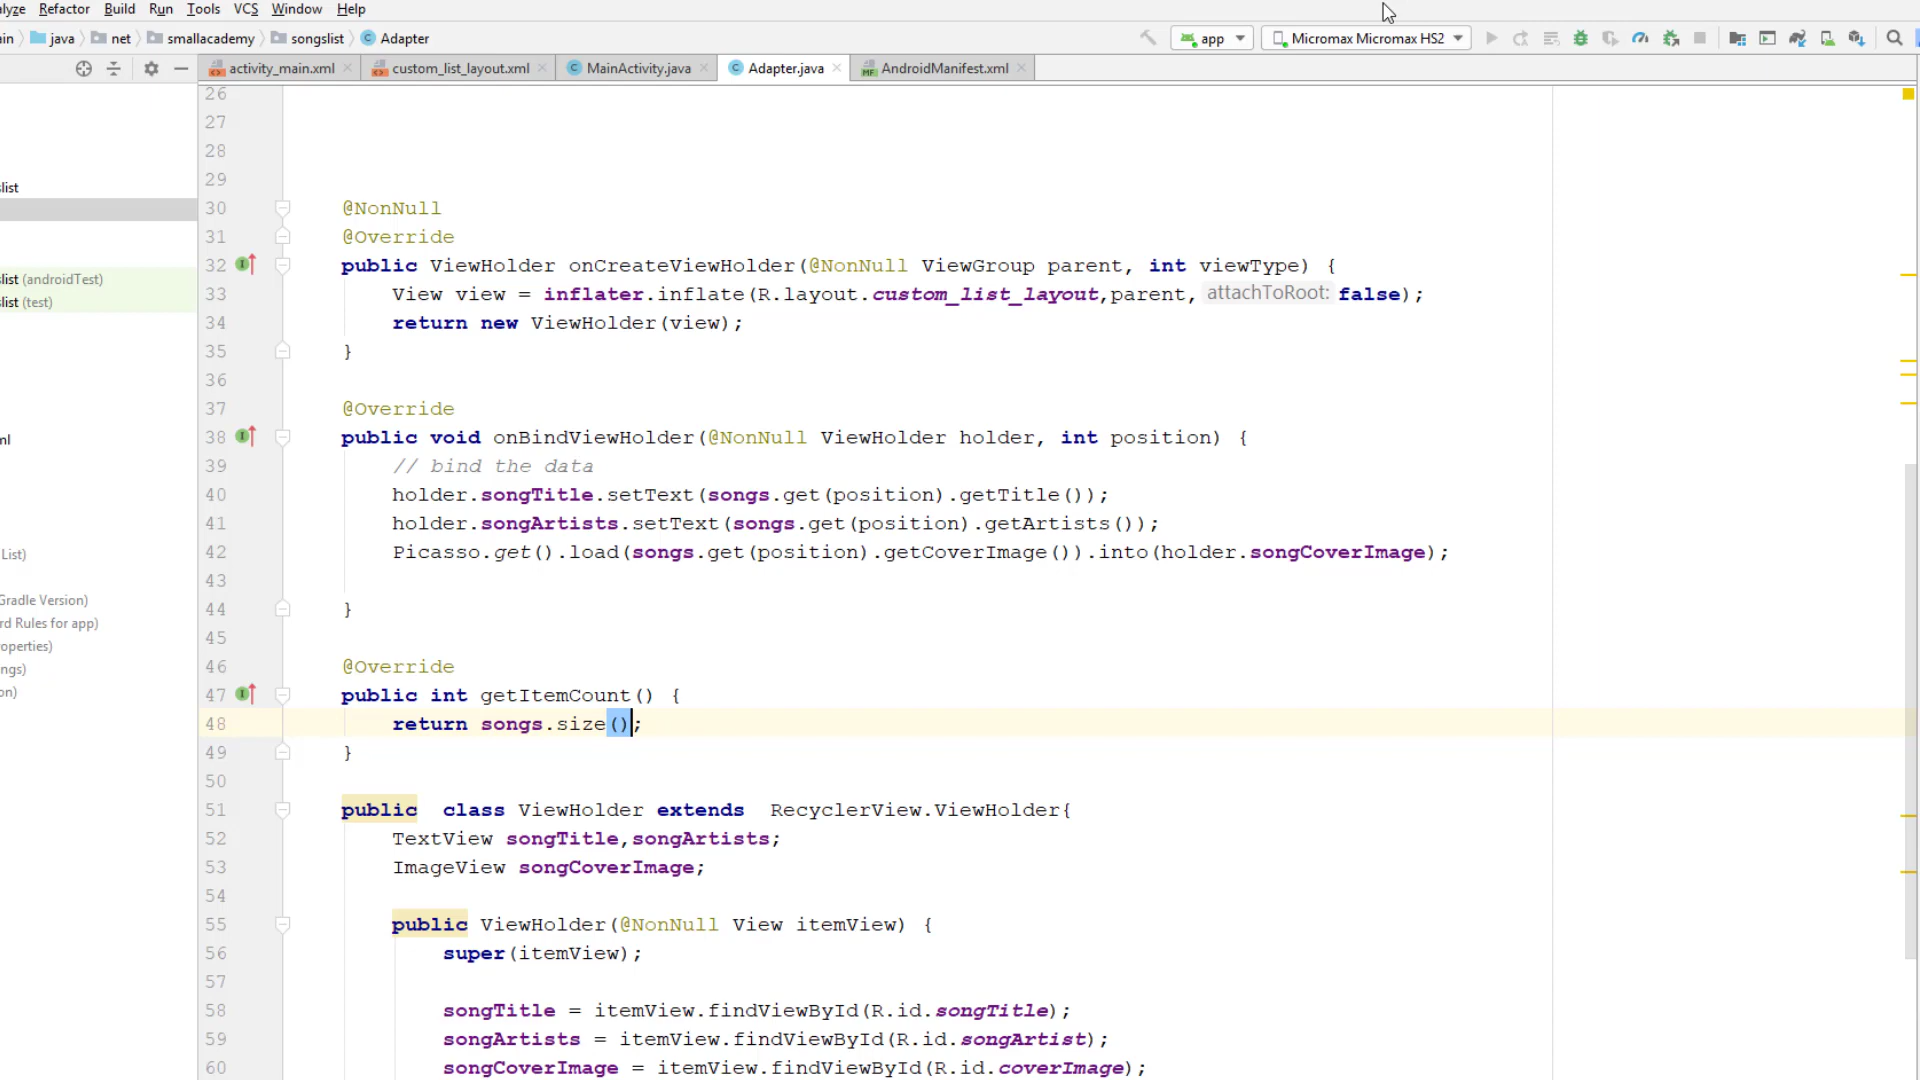 alyze Refactor Build Run Tools VCS Window Help
in java net smallacademy songslist Adapter
app Micromax Micromax HS2
activity_main.xml custom_list_layout.xml MainActivity.java Adapter.java AndroidManifest.xml
slist
slist (androidTest)
slist (test)
ml
List)
Gradle Version)
rd Rules for app)
operties)
ngs)
on)
26
27
28
29
30 @NonNull
31 @Override
32 public ViewHolder onCreateViewHolder(@NonNull ViewGroup parent, int viewType) {
33 View view = inflater.inflate(R.layout.custom_list_layout,parent, attachToRoot: false);
34 return new ViewHolder(view);
35 }
36
37 @Override
38 public void onBindViewHolder(@NonNull ViewHolder holder, int position) {
39 // bind the data
40 holder.songTitle.setText(songs.get(position).getTitle());
41 holder.songArtists.setText(songs.get(position).getArtists());
42 Picasso.get().load(songs.get(position).getCoverImage()).into(holder.songCoverImage);
43
44 }
45
46 @Override
47 public int getItemCount() {
48 return songs.size();
49 }
50
51 public class ViewHolder extends RecyclerView.ViewHolder{
52 TextView songTitle,songArtists;
53 ImageView songCoverImage;
54
55 public ViewHolder(@NonNull View itemView) {
56 super(itemView);
57
58 songTitle = itemView.findViewById(R.id.songTitle);
59 songArtists = itemView.findViewById(R.id.songArtist);
60 songCoverImage = itemView.findViewById(R.id.coverImage);